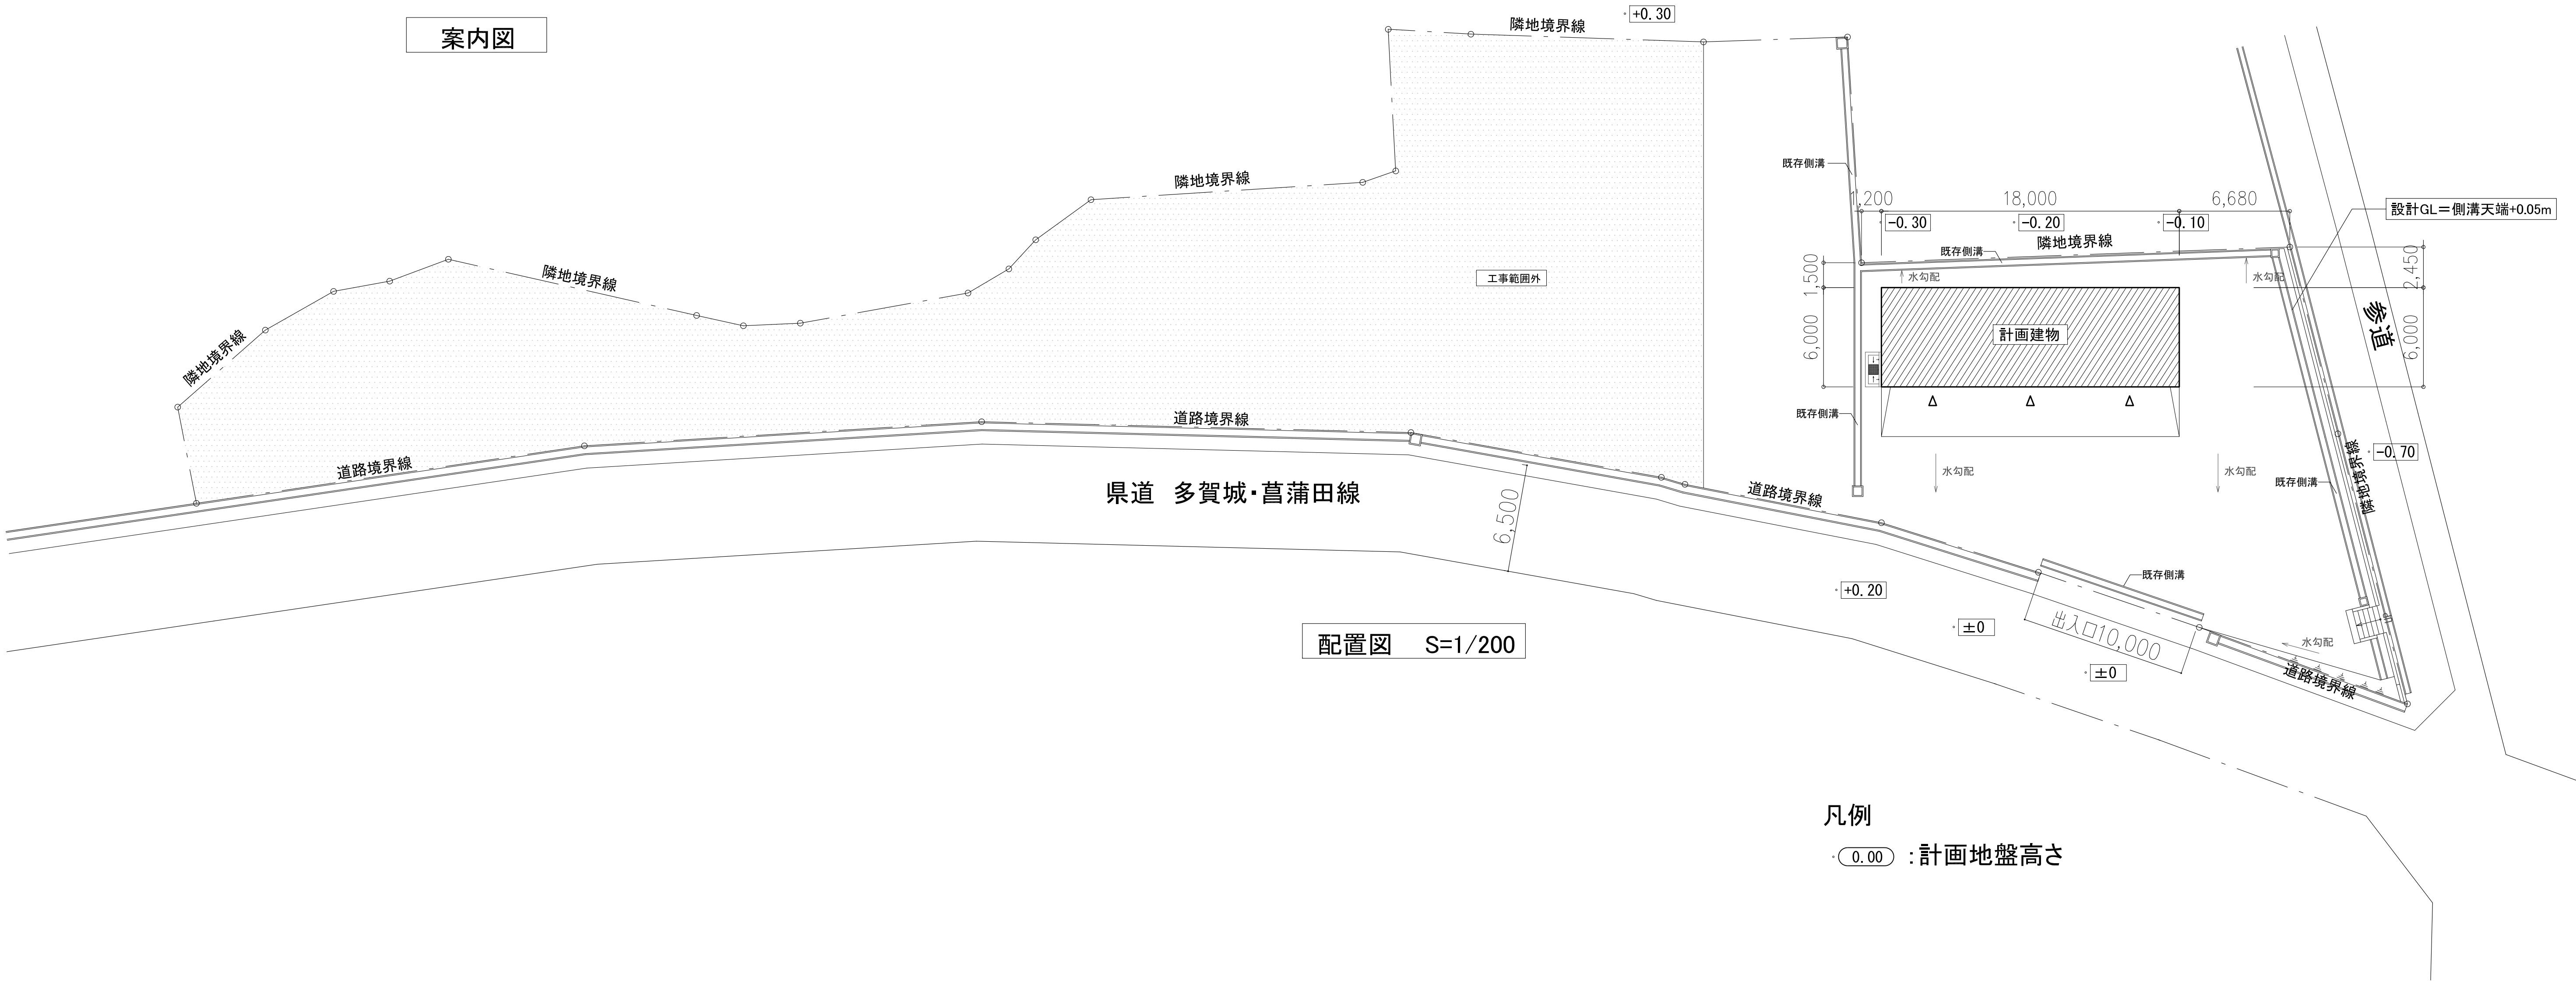 案内図
+0.30
隣地境界線
隣地境界線
既存側溝
1,200
18,000
6,680
設計GL=側溝天端+0.05m
-0.30
-0.20
-0.10
既存側溝
隣地境界線
隣地境界線
工事範囲外
1,500
水勾配
水勾配
2,450
隣地境界線
6,000
計画建物
参道
6,000
道路境界線
道路境界線
既存側溝
-0.70
隣地境界線
県道 多賀城・菖蒲田線
6,500
道路境界線
水勾配
水勾配
既存側溝
既存側溝
+0.20
±0
出入口10,000
±0
水勾配
道路境界線
配置図 S=1/200
凡例
0.00 :計画地盤高さ